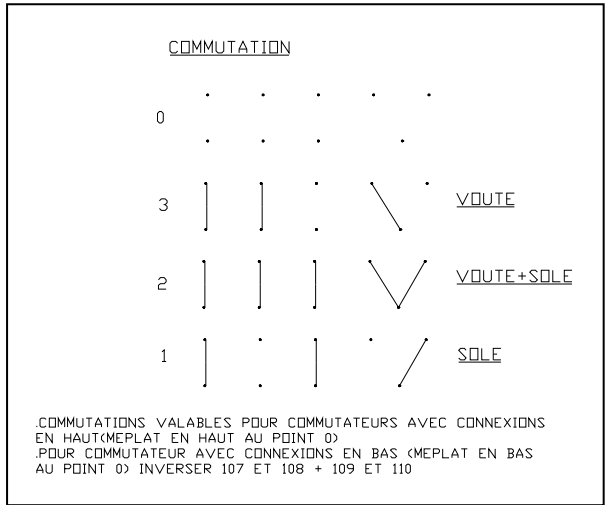 COMMUTATION
0
3 VOUTE
2 VOUTE+SOLE
1 SOLE
.COMMUTATIONS VALABLES POUR COMMUTATEURS AVEC CONNEXIONS
EN HAUT(MEPLAT EN HAUT AU POINT 0)
.POUR COMMUTATEUR AVEC CONNEXIONS EN BAS (MEPLAT EN BAS
AU POINT 0) INVERSER 107 ET 108 + 109 ET 110